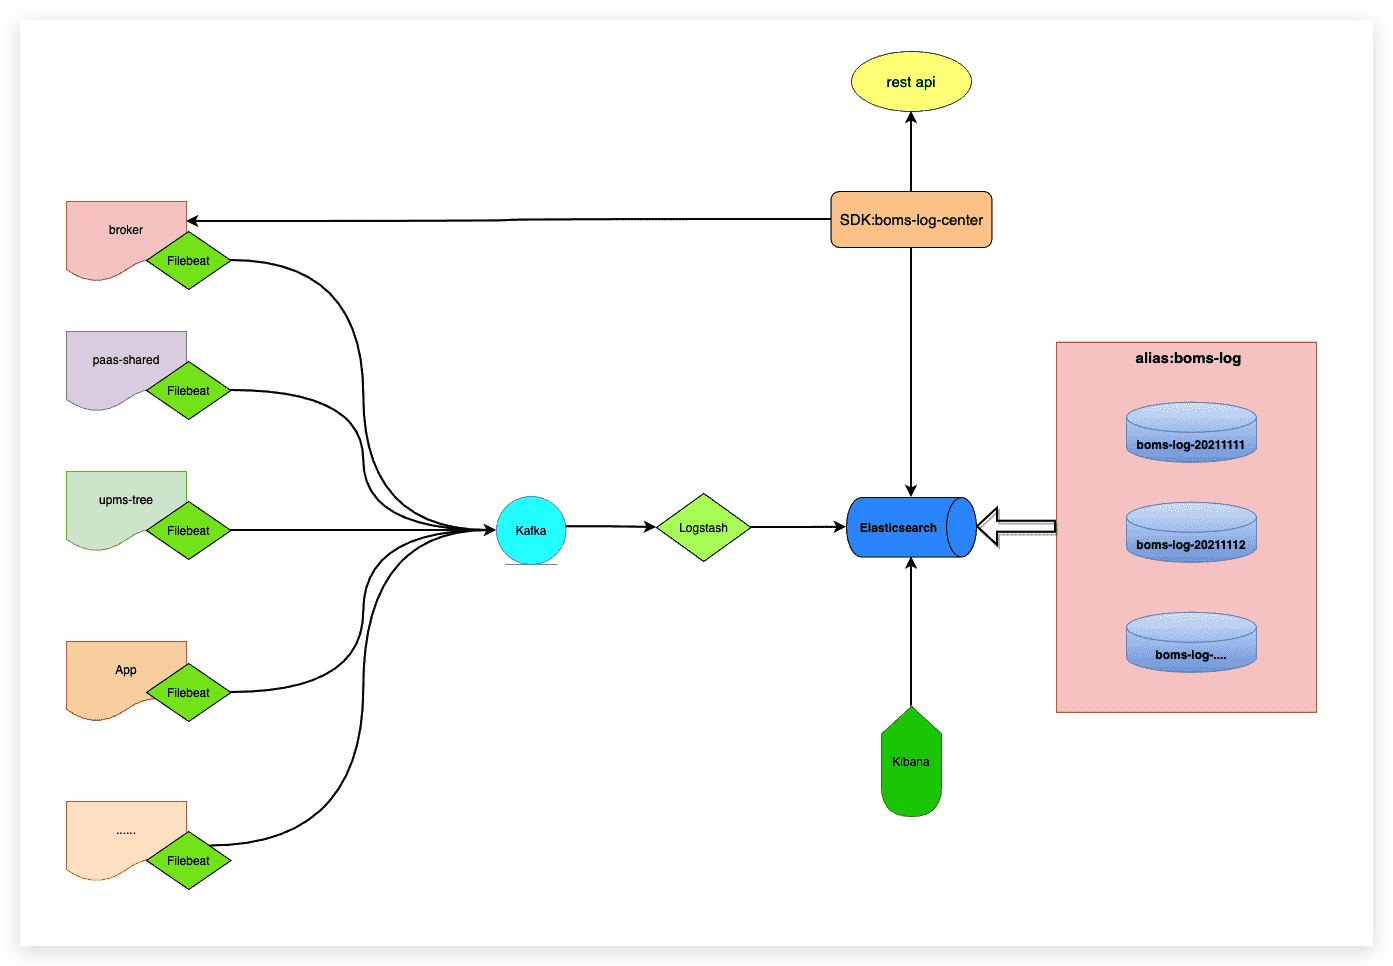 rest api
SDK:boms-log-center
broker
Filebeat
paas-shared
Filebeat
upms-tree
Filebeat
App
Filebeat
......
Filebeat
Kafka
Logstash
Elasticsearch
Kibana
alias:boms-log
boms-log-20211111
boms-log-20211112
boms-log-....